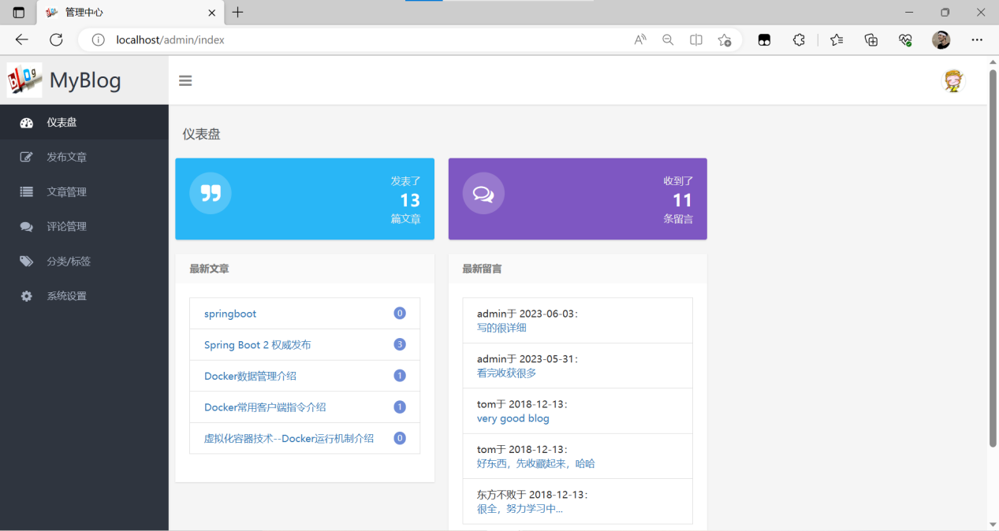 管理中心
localhost/admin/index
Blog
MyBlog
仪表盘
发布文章
文章管理
评论管理
分类/标签
系统设置
仪表盘
发表了
13
篇文章
收到了
11
条留言
最新文章
springboot 0
Spring Boot 2 权威发布 3
Docker数据管理介绍 1
Docker常用客户端指令介绍 1
虚拟化容器技术--Docker运行机制介绍 0
最新留言
admin于 2023-06-03：
写的很详细
admin于 2023-05-31：
看完收获很多
tom于 2018-12-13：
very good blog
tom于 2018-12-13：
好东西，先收藏起来，哈哈
东方不败于 2018-12-13：
很全，努力学习中...